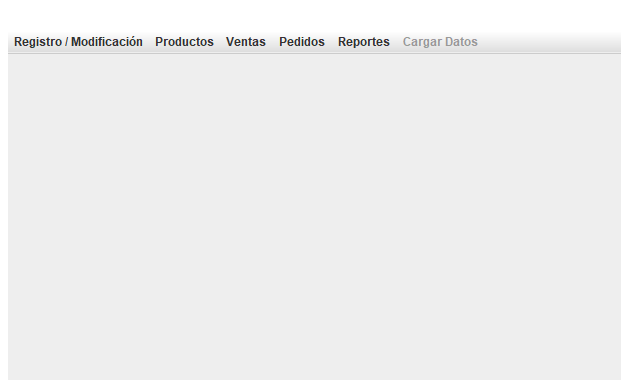 Registro / Modificación Productos Ventas Pedidos Reportes Cargar Datos